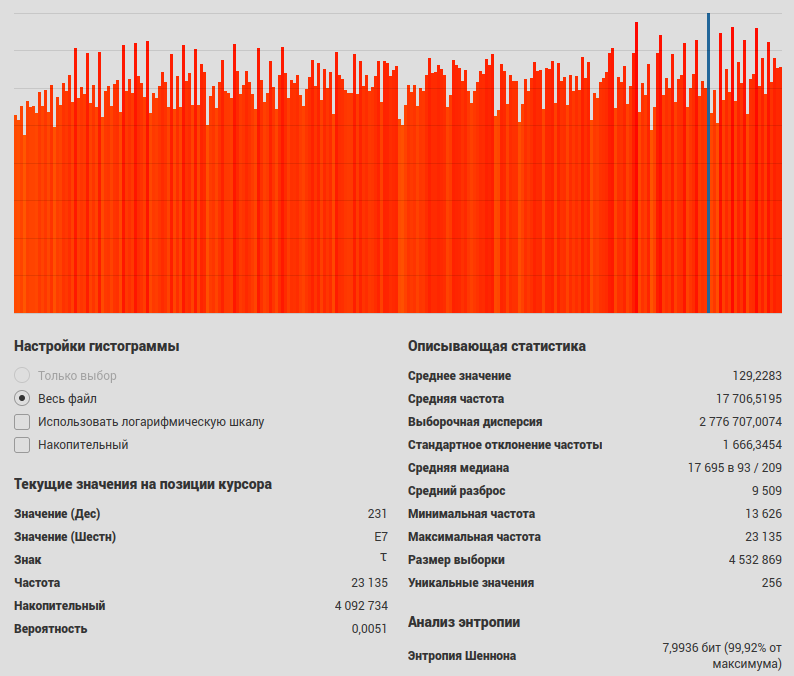 Настройки гистограммы
Только выбор
Весь файл
Использовать логарифмическую шкалу
Накопительный
Текущие значения на позиции курсора
Значение (Дес) 231
Значение (Шестн) E7
Знак τ
Частота 23 135
Накопительный 4 092 734
Вероятность 0,0051
Описывающая статистика
Среднее значение 129,2283
Средняя частота 17 706,5195
Выборочная дисперсия 2 776 707,0074
Стандартное отклонение частоты 1 666,3454
Средняя медиана 17 695 в 93 / 209
Средний разброс 9 509
Минимальная частота 13 626
Максимальная частота 23 135
Размер выборки 4 532 869
Уникальные значения 256
Анализ энтропии
Энтропия Шеннона 7,9936 бит (99,92% от
максимума)